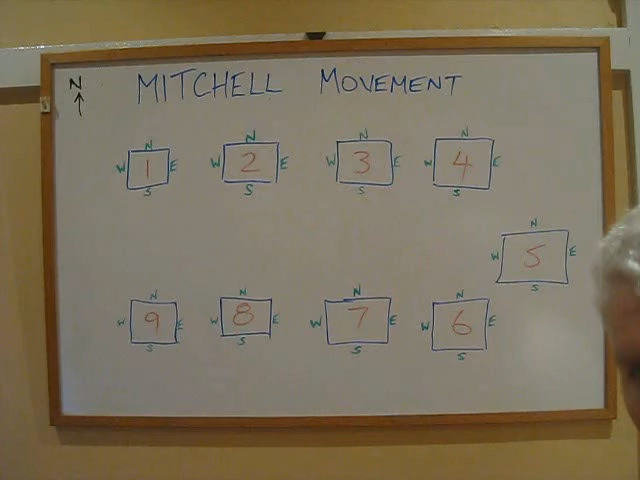 N MITCHELL MOVEMENT
N N N N
W 1 E W 2 E W 3 E W 4 E
S S S S
N
W 5 E
S
N N N N
W 9 E W 8 E W 7 E W 6 E
S S S S